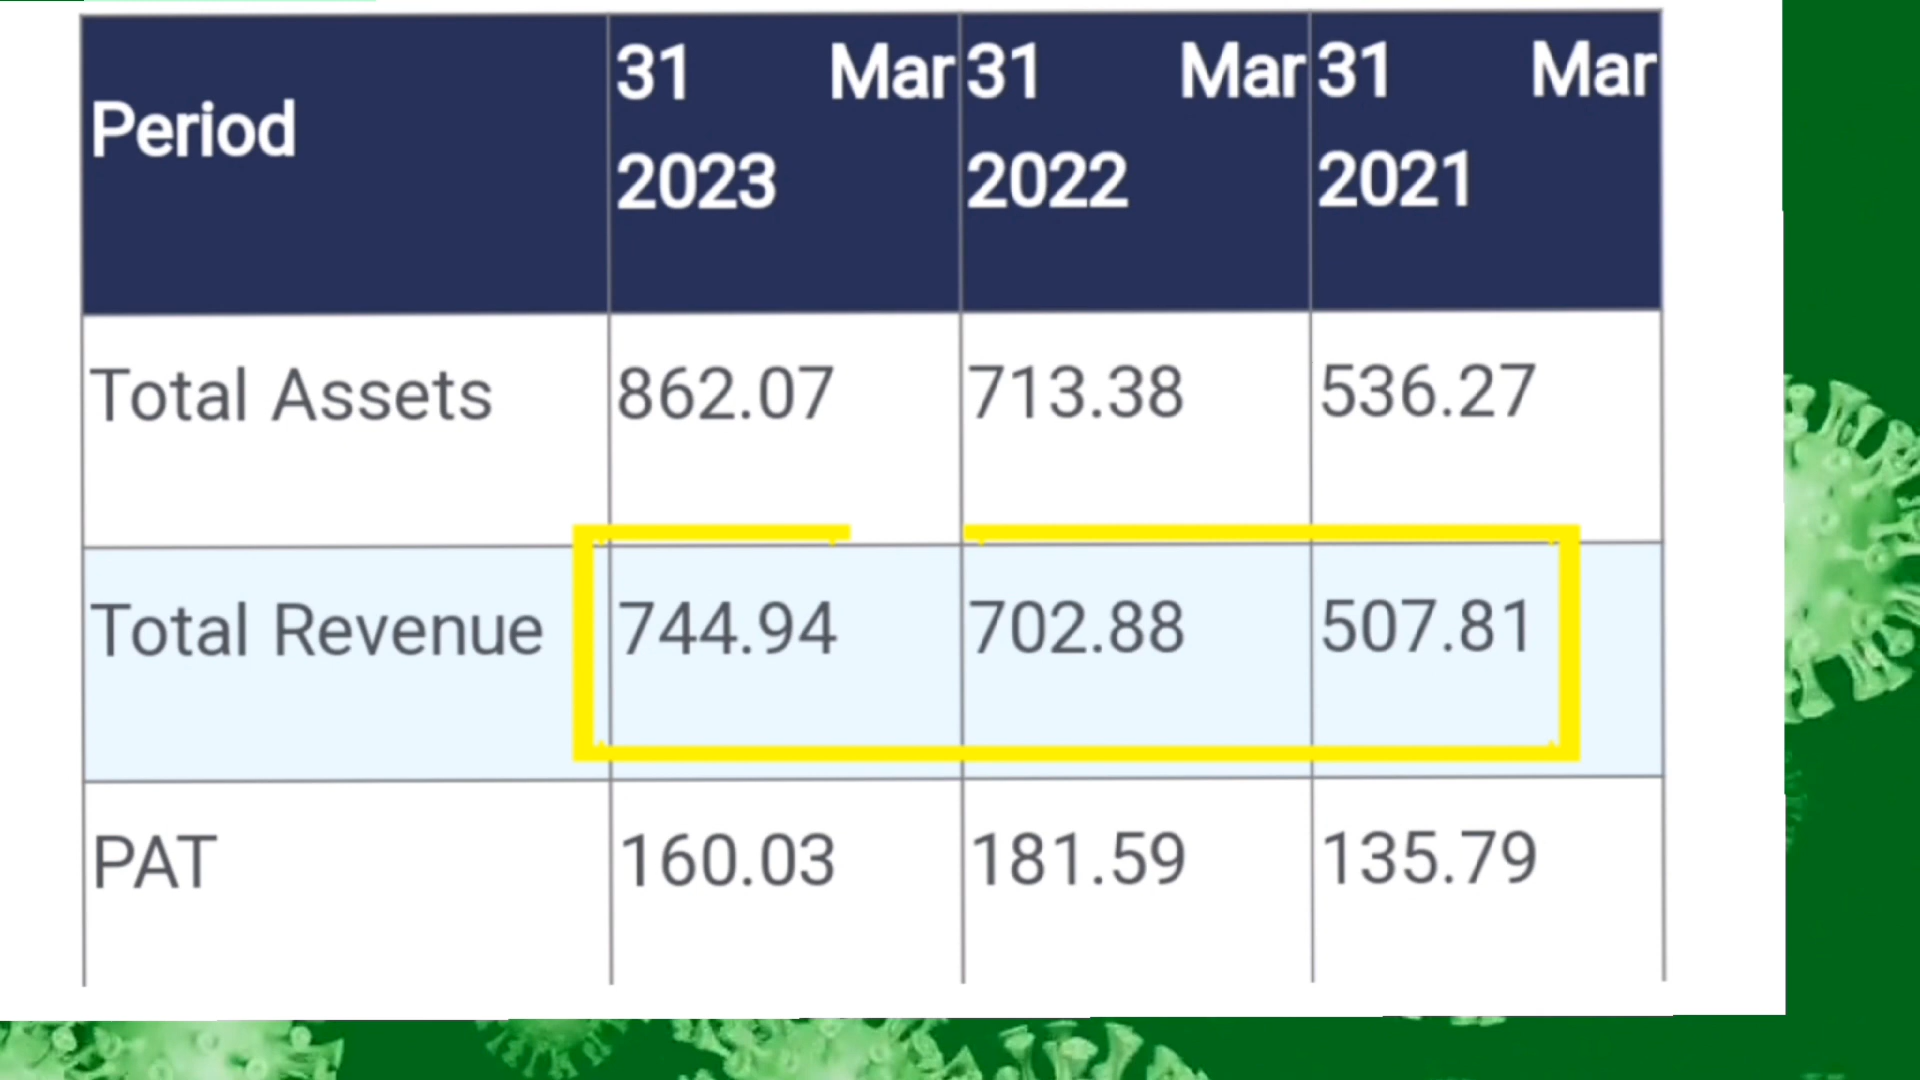 Period 31 Mar 2023 31 Mar 2022 31 Mar 2021
Total Assets 862.07 713.38 536.27
Total Revenue 744.94 702.88 507.81
PAT 160.03 181.59 135.79